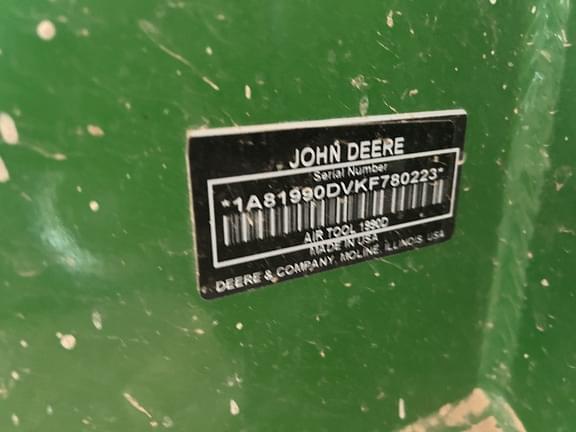 JOHN DEERE
Serial Number
*1A81990DVKF780223*
AIR TOOL 1990D
MADE IN USA
DEERE & COMPANY, MOLINE, ILLINOIS USA